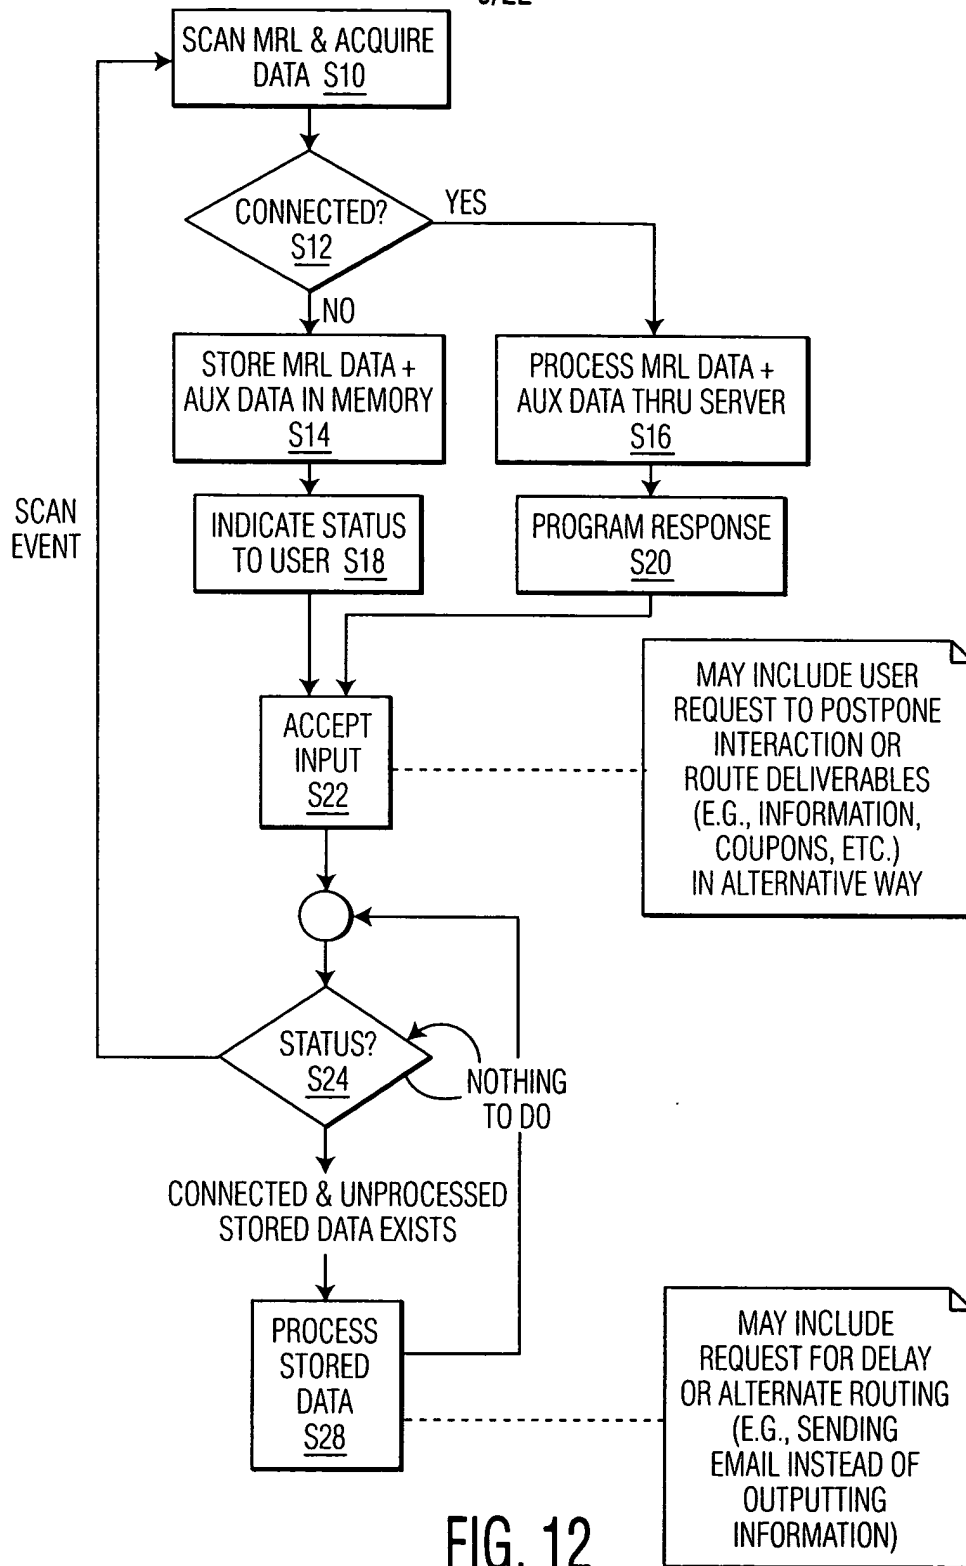 SCAN MRL & ACQUIRE
DATA S10
CONNECTED?
S12
YES
NO
STORE MRL DATA +
AUX DATA IN MEMORY
S14
PROCESS MRL DATA +
AUX DATA THRU SERVER
S16
SCAN
EVENT
INDICATE STATUS
TO USER S18
PROGRAM RESPONSE
S20
ACCEPT
INPUT
S22
MAY INCLUDE USER
REQUEST TO POSTPONE
INTERACTION OR
ROUTE DELIVERABLES
(E.G., INFORMATION,
COUPONS, ETC.)
IN ALTERNATIVE WAY
STATUS?
S24
NOTHING
TO DO
CONNECTED & UNPROCESSED
STORED DATA EXISTS
PROCESS
STORED
DATA
S28
MAY INCLUDE
REQUEST FOR DELAY
OR ALTERNATE ROUTING
(E.G., SENDING
EMAIL INSTEAD OF
OUTPUTTING
INFORMATION)
FIG. 12